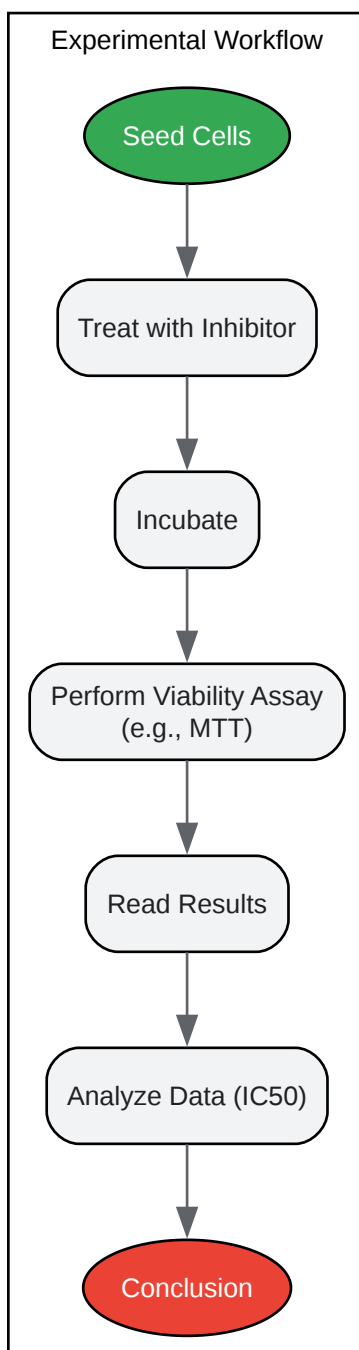 Experimental Workflow
Seed Cells
Treat with Inhibitor
Incubate
Perform Viability Assay
(e.g., MTT)
Read Results
Analyze Data (IC50)
Conclusion